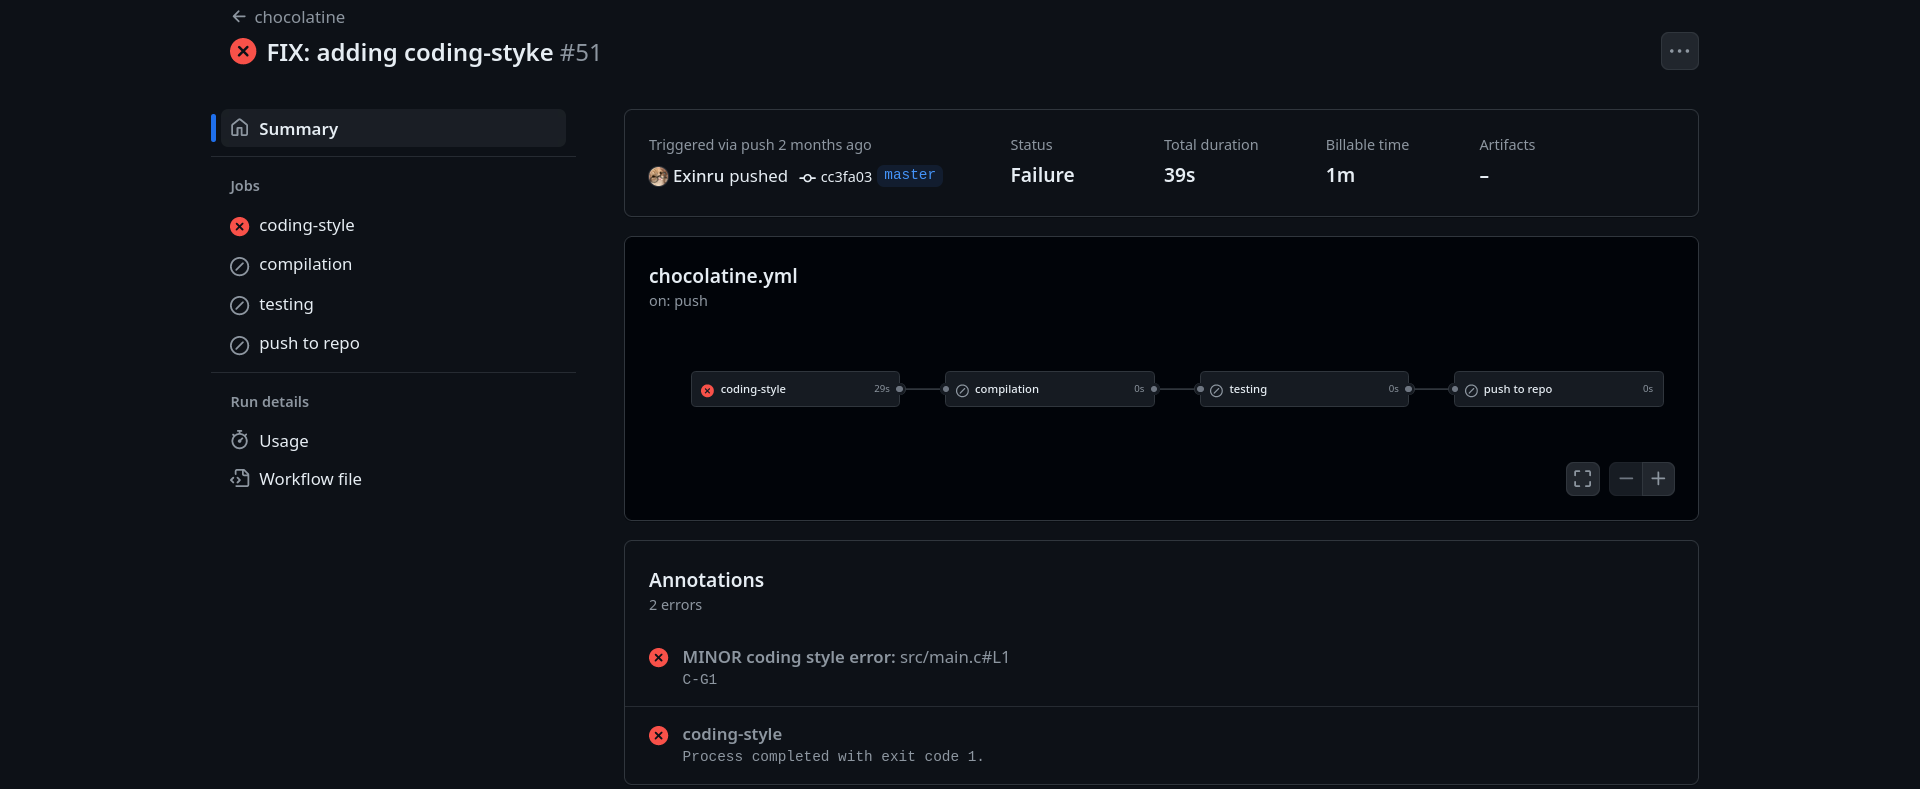 chocolatine
FIX: adding coding-styke #51
Summary
Jobs
coding-style
compilation
testing
push to repo
Run details
Usage
Workflow file
Triggered via push 2 months ago
Exinru pushed cc3fa03 master
Status
Failure
Total duration
39s
Billable time
1m
Artifacts
–
chocolatine.yml
on: push
coding-style 29s
compilation 0s
testing 0s
push to repo 0s
Annotations
2 errors
MINOR coding style error: src/main.c#L1
C-G1
coding-style
Process completed with exit code 1.